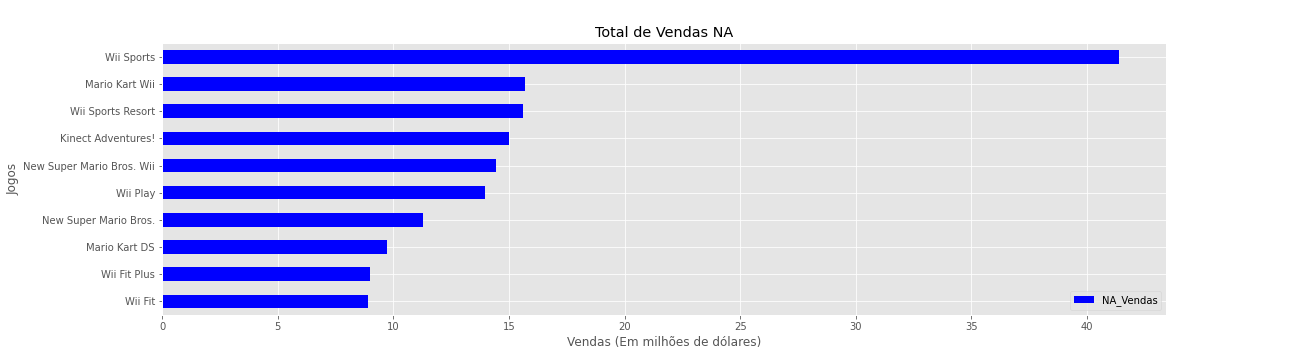 Total de Vendas NA
Jogos
Wii Sports
Mario Kart Wii
Wii Sports Resort
Kinect Adventures!
New Super Mario Bros. Wii
Wii Play
New Super Mario Bros.
Mario Kart DS
Wii Fit Plus
Wii Fit
NA_Vendas
0 5 10 15 20 25 30 35 40
Vendas (Em milhões de dólares)